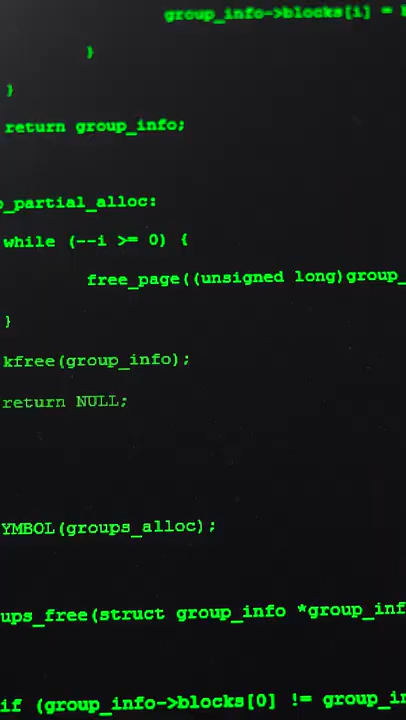 group_info->blocks[i] =
}
}
return group_info;
_partial_alloc:
while (--i >= 0) {
free_page((unsigned long)group_
}
kfree(group_info);
return NULL;
YMBOL(groups_alloc);
ups_free(struct group_info *group_inf
if (group_info->blocks[0] != group_in